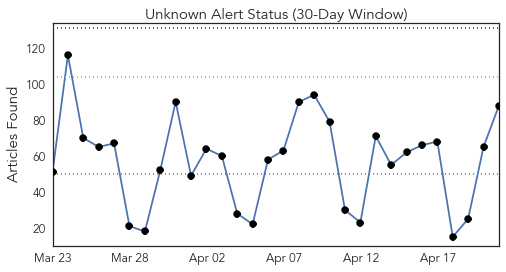 Unknown Alert Status (30-Day Window)
Articles Found
120
100
80
60
40
20
Mar 23 Mar 28 Apr 02 Apr 07 Apr 12 Apr 17